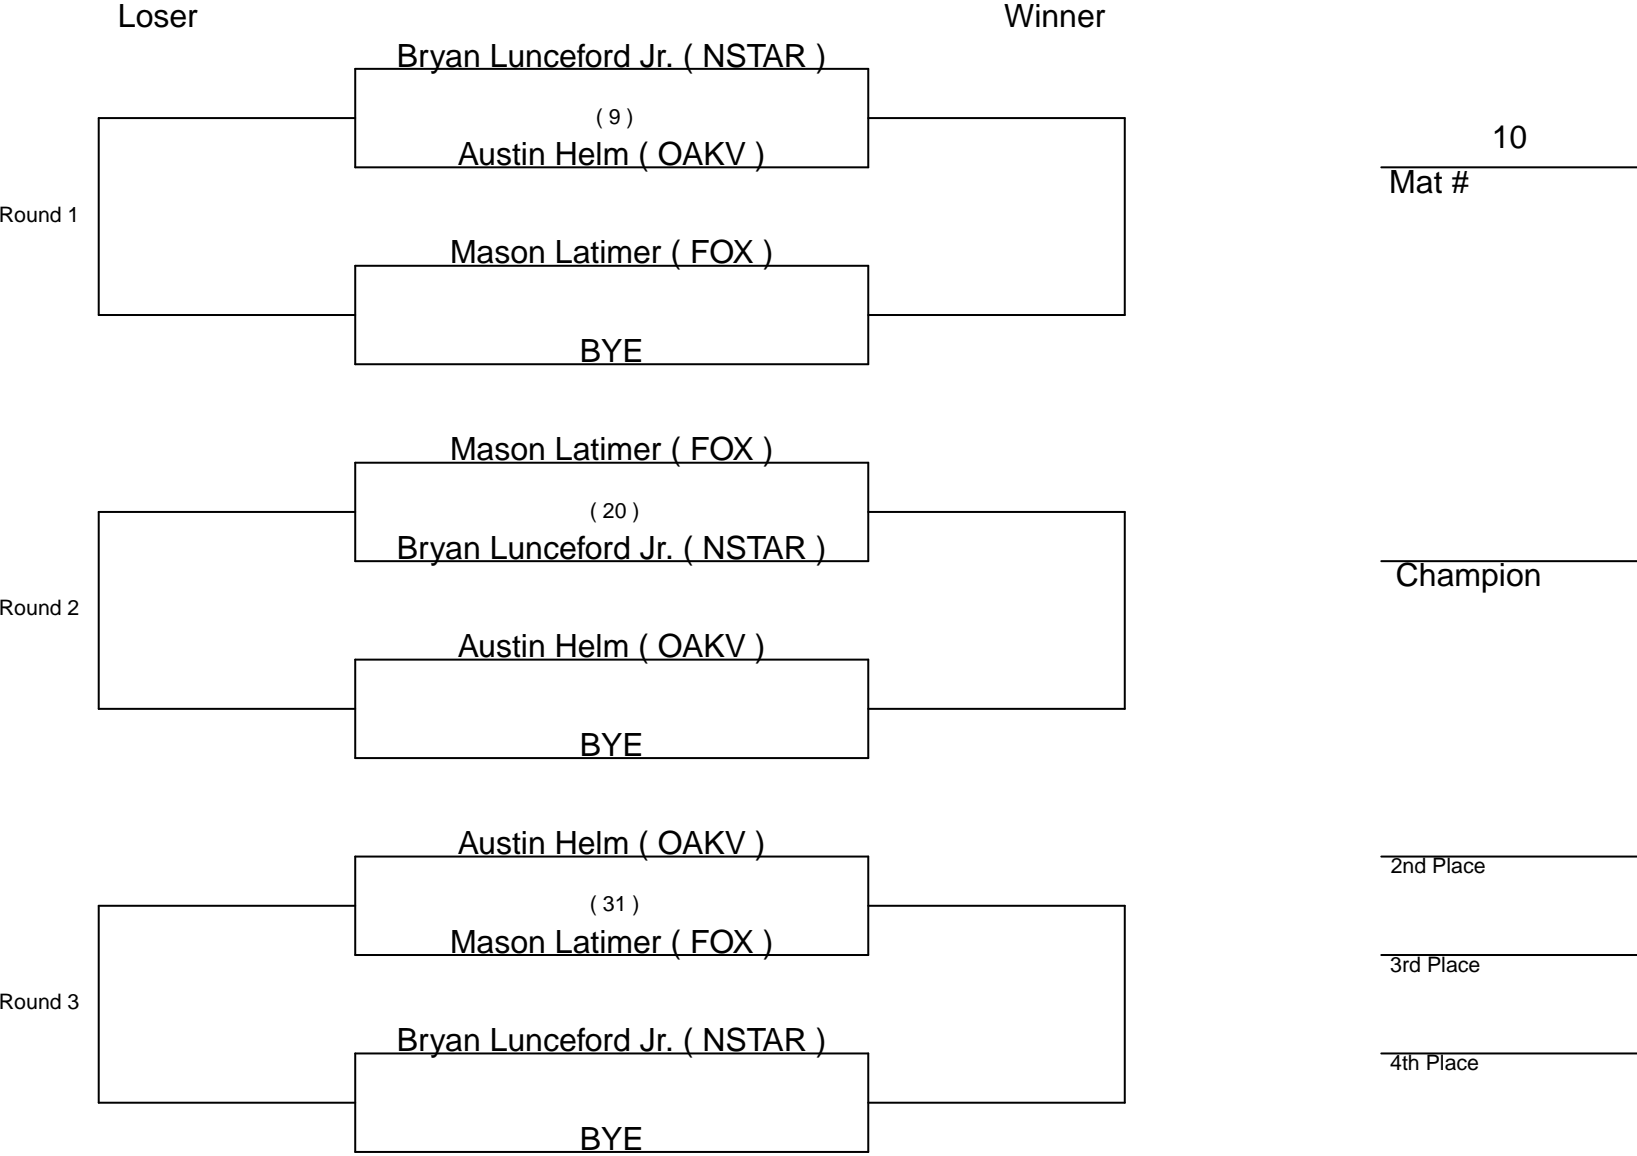 Loser
Winner
Bryan Lunceford Jr. ( NSTAR )
( 9 )
Austin Helm ( OAKV )
10
Mat #
Round 1
Mason Latimer ( FOX )
BYE
Mason Latimer ( FOX )
( 20 )
Bryan Lunceford Jr. ( NSTAR )
Champion
Round 2
Austin Helm ( OAKV )
BYE
Austin Helm ( OAKV )
2nd Place
( 31 )
Mason Latimer ( FOX )
3rd Place
Round 3
Bryan Lunceford Jr. ( NSTAR )
4th Place
BYE